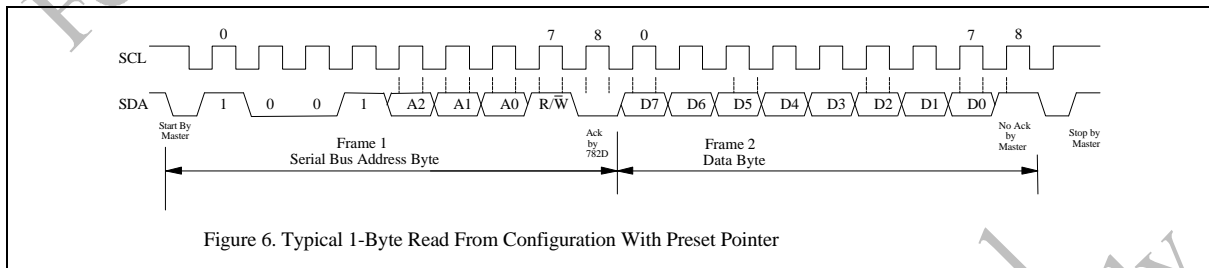 0 7 8 0 7 8
SCL
SDA 1 0 0 1 A2 A1 A0 R/W̅ D7 D6 D5 D4 D3 D2 D1 D0
Start By
Master
Ack
by
782D
No Ack
by
Master
Stop by
Master
Frame 1
Serial Bus Address Byte
Frame 2
Data Byte
Figure 6. Typical 1-Byte Read From Configuration With Preset Pointer